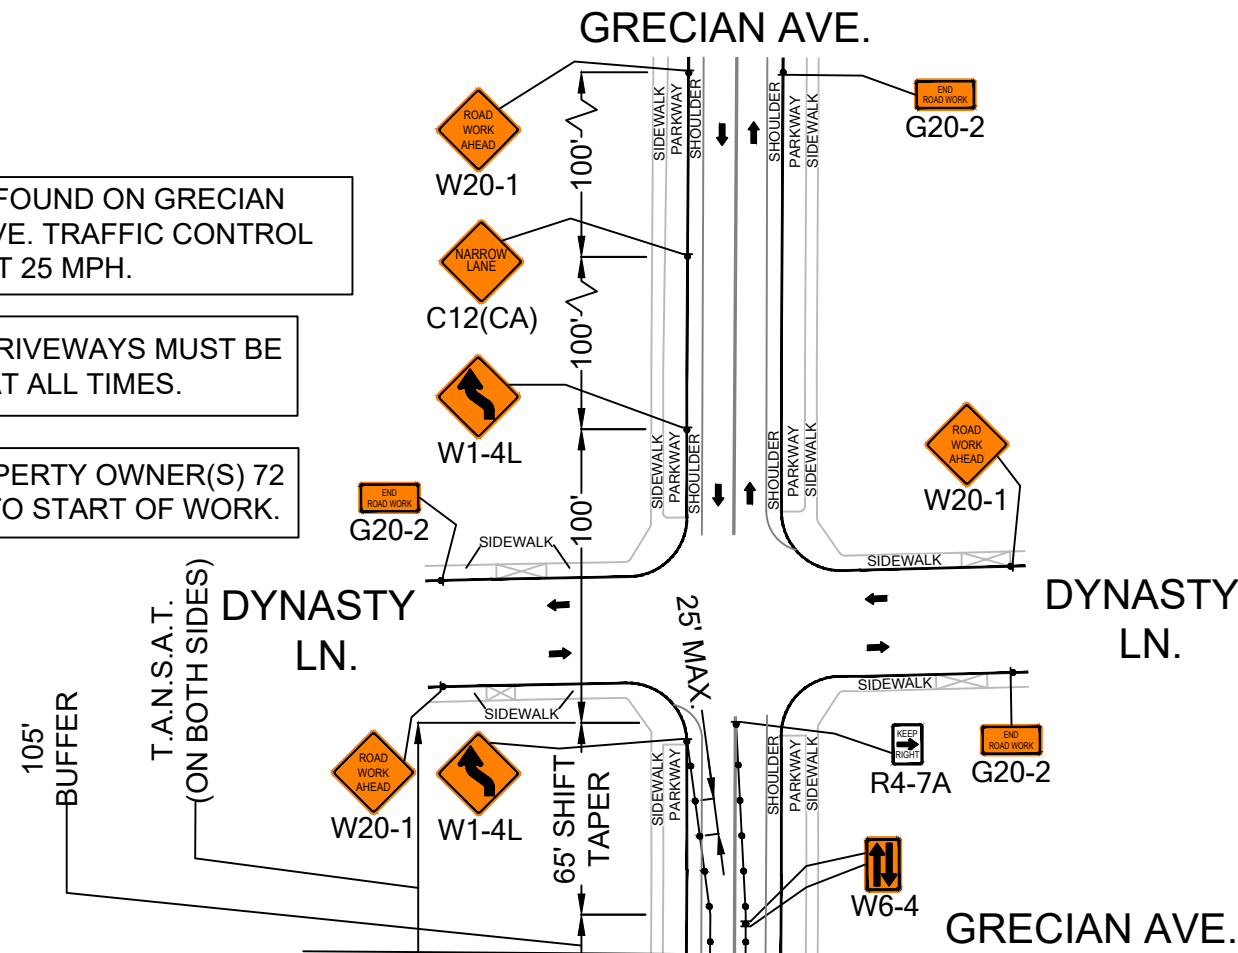 GRECIAN AVE.
ROAD
WORK
AHEAD
W20-1
100'
SIDEWALK
PARKWAY
SHOULDER
SHOULDER
PARKWAY
SIDEWALK
END
ROAD WORK
G20-2
FOUND ON GRECIAN
VE. TRAFFIC CONTROL
T 25 MPH.
NARROW
LANE
C12(CA)
100'
RIVEWAYS MUST BE
AT ALL TIMES.
W1-4L
SIDEWALK
PARKWAY
SHOULDER
SHOULDER
PARKWAY
SIDEWALK
ROAD
WORK
AHEAD
W20-1
PERTY OWNER(S) 72
TO START OF WORK.
END
ROAD WORK
G20-2
100'
SIDEWALK
SIDEWALK
DYNASTY
LN.
DYNASTY
LN.
T.A.N.S.A.T.
(ON BOTH SIDES)
105'
BUFFER
25' MAX.
SIDEWALK
SIDEWALK
ROAD
WORK
AHEAD
W20-1
W1-4L
65' SHIFT
TAPER
SIDEWALK
PARKWAY
SHOULDER
PARKWAY
SIDEWALK
KEEP
RIGHT
R4-7A
END
ROAD WORK
G20-2
W6-4
GRECIAN AVE.